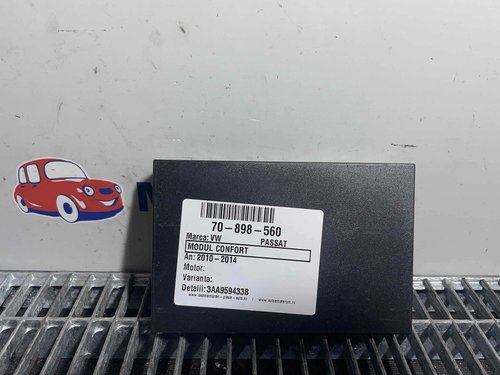 70-898-560
Marca: VW PASSAT
MODUL CONFORT
An: 2010-2014
Motor:
Varianta:
Detalii: 3AA959433B